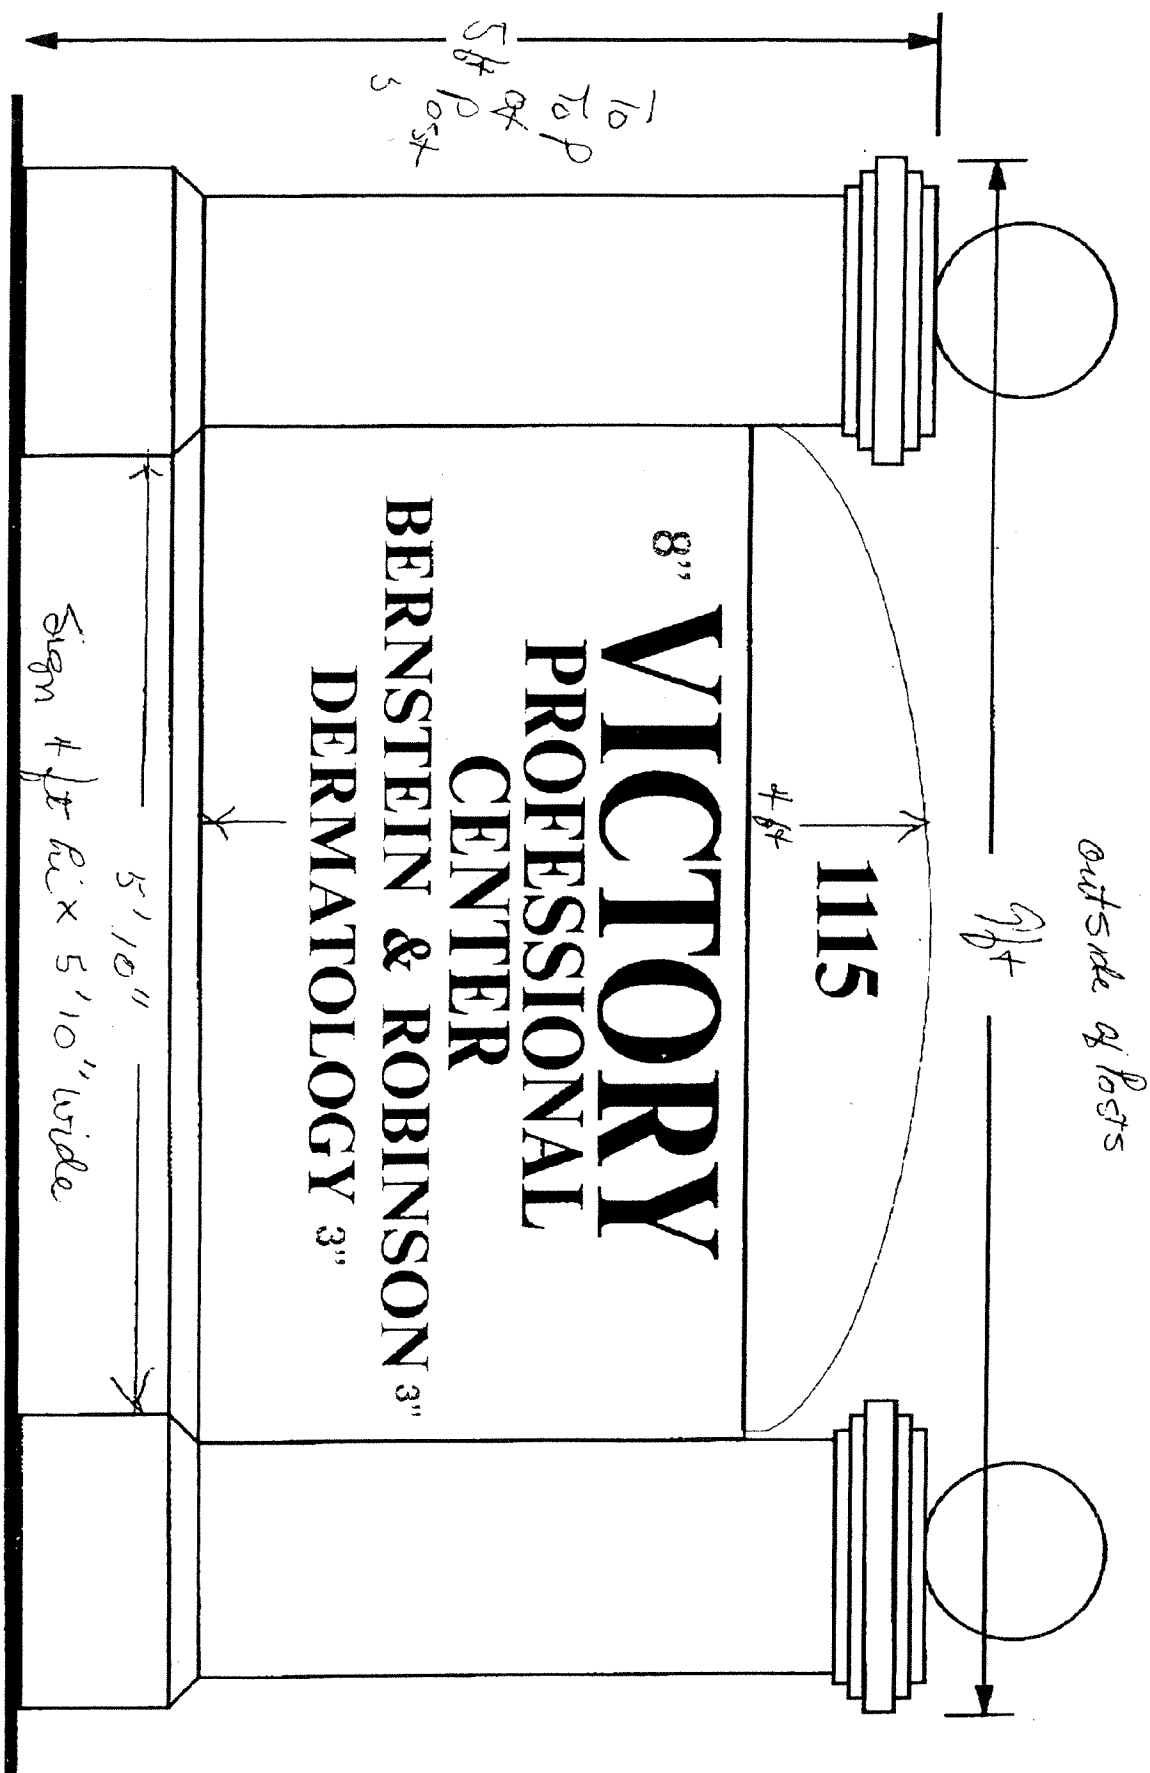 outside of Posts
9 ft
5 ft
To
Top
of
Post
s
1115
4 ft
8" VICTORY
PROFESSIONAL
CENTER
BERNSTEIN & ROBINSON 3"
DERMATOLOGY 3"
5' 10"
Sign 4 ft hi x 5' 10" wide